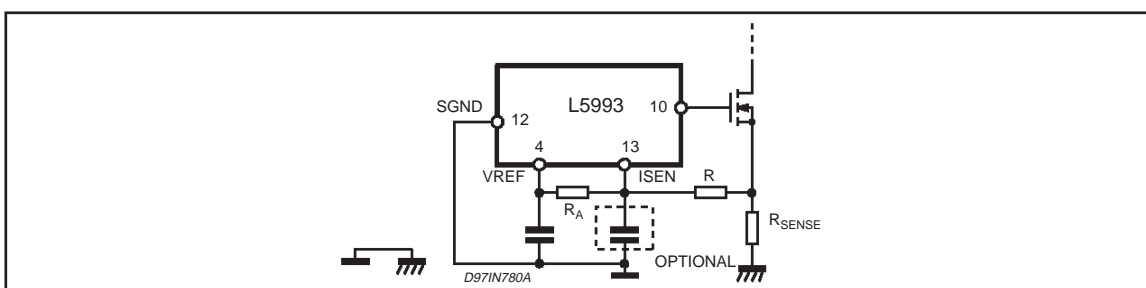 SGND
12
L5993
10
4
13
VREF
ISEN
R
RA
RSENSE
OPTIONAL
D97IN780A